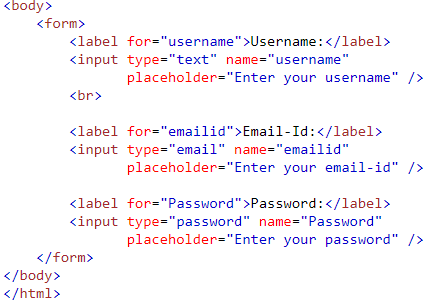 <body>
    <form>
        <label for="username">Username:</label>
        <input type="text" name="username"
               placeholder="Enter your username" />
        <br>

        <label for="emailid">Email-Id:</label>
        <input type="email" name="emailid"
               placeholder="Enter your email-id" />

        <label for="Password">Password:</label>
        <input type="password" name="Password"
               placeholder="Enter your password" />
    </form>
</body>
</html>